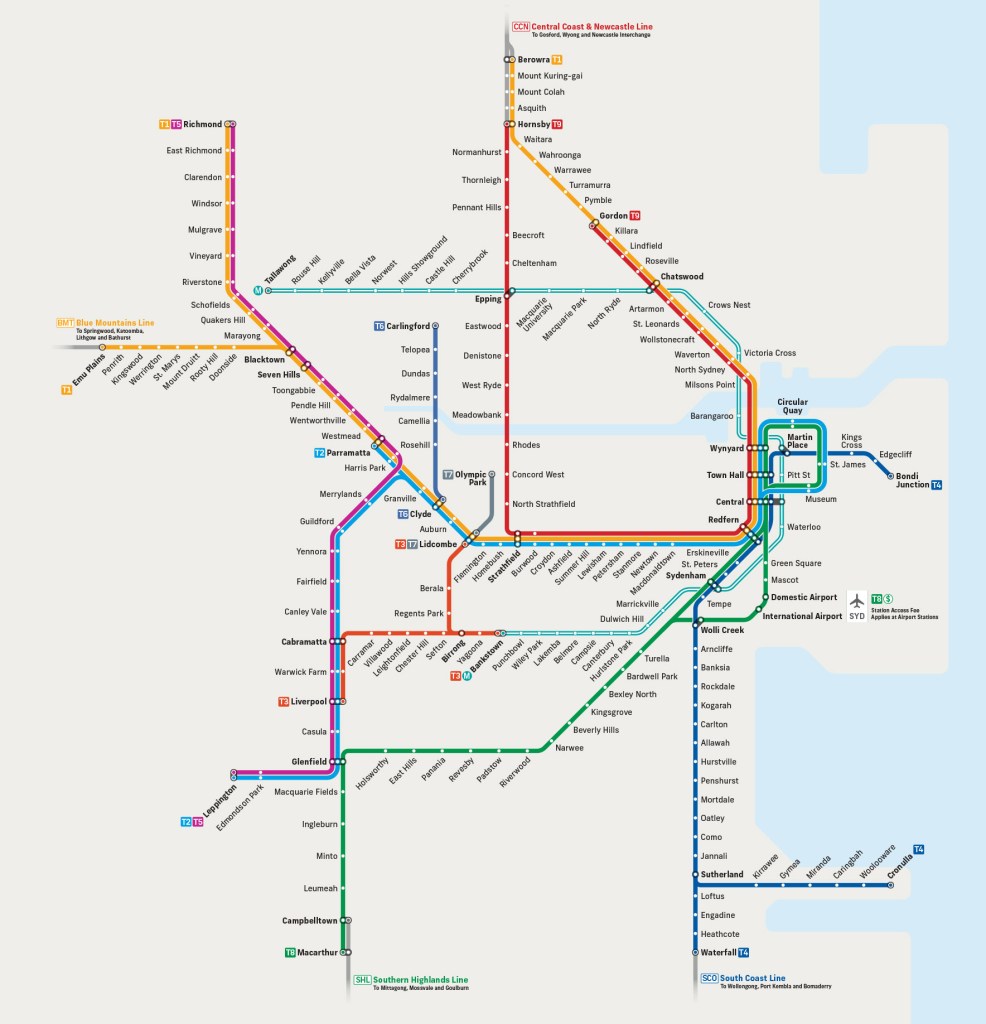 CCN Central Coast & Newcastle Line
To Gosford, Wyong and Newcastle Interchange
Berowra T1
Mount Kuring-gai
Mount Colah
Asquith
Hornsby T9
Waitara
Wahroonga
Warrawee
Turramurra
Pymble
Gordon T9
Killara
Lindfield
Roseville
Chatswood
Artarmon
St. Leonards
Wollstonecraft
Waverton
North Sydney
Milsons Point
Normanhurst
Thornleigh
Pennant Hills
Beecroft
Cheltenham
Epping
Eastwood
Denistone
West Ryde
Meadowbank
Rhodes
Concord West
North Strathfield
T1 T5 Richmond
East Richmond
Clarendon
Windsor
Mulgrave
Vineyard
Riverstone
Schofields
Quakers Hill
Marayong
Blacktown
Seven Hills
Toongabbie
Pendle Hill
Wentworthville
Westmead
T2 Parramatta
Harris Park
BMT Blue Mountains Line
To Springwood, Katoomba,
Lithgow and Bathurst
T1
Emu Plains
Penrith
Kingswood
Werrington
St. Marys
Mount Druitt
Rooty Hill
Doonside
M
Tallawong
Rouse Hill
Kellyville
Bella Vista
Norwest
Hills Showground
Castle Hill
Cherrybrook
Macquarie
University
Macquarie Park
North Ryde
Crows Nest
Victoria Cross
Barangaroo
T6 Carlingford
Telopea
Dundas
Rydalmere
Camellia
Rosehill
T7 Olympic
Park
Granville
T6 Clyde
Auburn
T3 T7 Lidcombe
Flemington
Homebush
Strathfield
Burwood
Croydon
Ashfield
Summer Hill
Lewisham
Petersham
Stanmore
Newtown
Macdonaldtown
Redfern
Central
Town Hall
Wynyard
Circular
Quay
Martin
Place
Kings
Cross
Edgecliff
Bondi
Junction T4
St. James
Pitt St
Museum
Waterloo
Green Square
Mascot
Domestic Airport
International Airport
SYD
T8 $
Station Access Fee
Applies at Airport Stations
Erskineville
St. Peters
Sydenham
Tempe
Wolli Creek
Marrickville
Dulwich Hill
Hurlstone Park
Canterbury
Campsie
Belmore
Lakemba
Wiley Park
Punchbowl
T3 M
Bankstown
Yagoona
Birrong
Sefton
Chester Hill
Leightonfield
Villawood
Carramar
Berala
Regents Park
Merrylands
Guildford
Yennora
Fairfield
Canley Vale
Cabramatta
Warwick Farm
T3 Liverpool
Casula
Glenfield
T2 T5
Leppington
Edmondson Park
Macquarie Fields
Ingleburn
Minto
Leumeah
Campbelltown
T8 Macarthur
SHL Southern Highlands Line
To Mittagong, Mossvale and Goulburn
Holsworthy
East Hills
Panania
Revesby
Padstow
Riverwood
Narwee
Beverly Hills
Kingsgrove
Bexley North
Bardwell Park
Turella
Arncliffe
Banksia
Rockdale
Kogarah
Carlton
Allawah
Hurstville
Penshurst
Mortdale
Oatley
Como
Jannali
Sutherland
Loftus
Engadine
Heathcote
Waterfall T4
Kirrawee
Gymea
Miranda
Caringbah
Woolooware
Cronulla
T4
SCO South Coast Line
To Wollongong, Port Kembla and Bomaderry